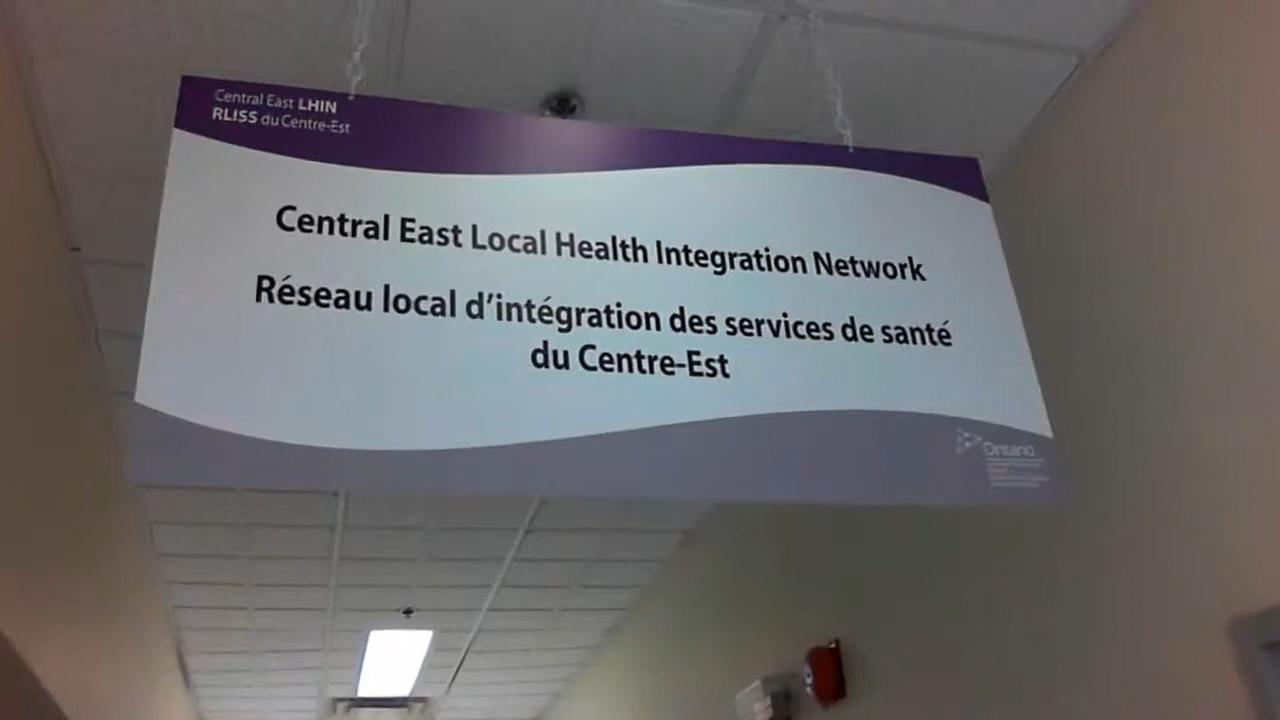 Central East LHIN
RLISS du Centre-Est
Central East Local Health Integration Network
Réseau local d'intégration des services de santé
du Centre-Est
Ontario